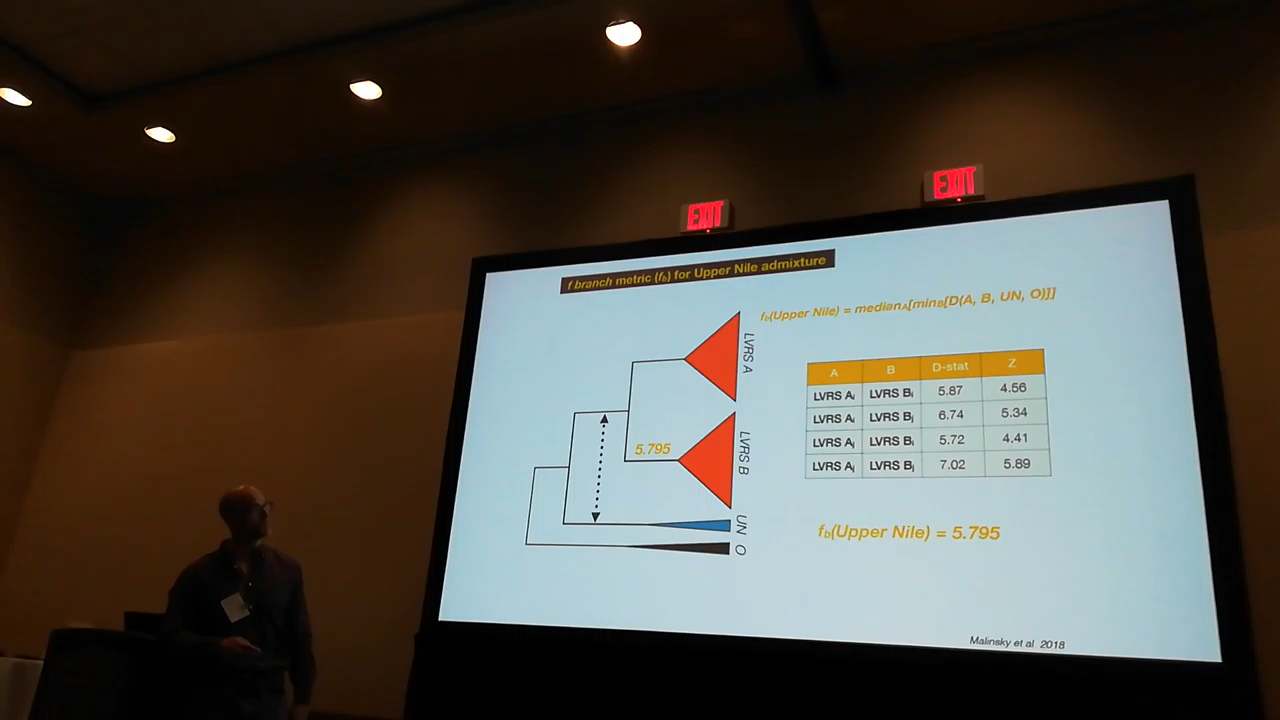 EXIT
EXIT
f branch metric (fb) for Upper Nile admixture
fb(Upper Nile) = medianA[minB[D(A, B, UN, O)]]
LVRS A
LVRS B
UN
O
5.795
A B D-stat Z
LVRS Ai LVRS Bi 5.87 4.56
LVRS Ai LVRS Bj 6.74 5.34
LVRS Aj LVRS Bi 5.72 4.41
LVRS Aj LVRS Bj 7.02 5.89
fb(Upper Nile) = 5.795
Malinsky et al 2018